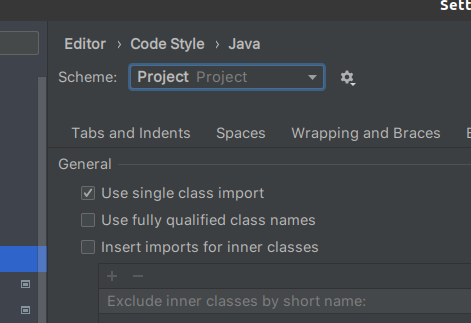 Sett
Editor › Code Style › Java
Scheme: Project Project
Tabs and Indents Spaces Wrapping and Braces
General
Use single class import
Use fully qualified class names
Insert imports for inner classes
+ −
Exclude inner classes by short name: